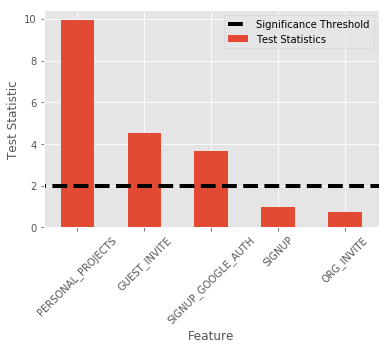 Significance Threshold
Test Statistics
10
8
6
4
2
0
Test Statistic
PERSONAL_PROJECTS
GUEST_INVITE
SIGNUP_GOOGLE_AUTH
SIGNUP
ORG_INVITE
Feature